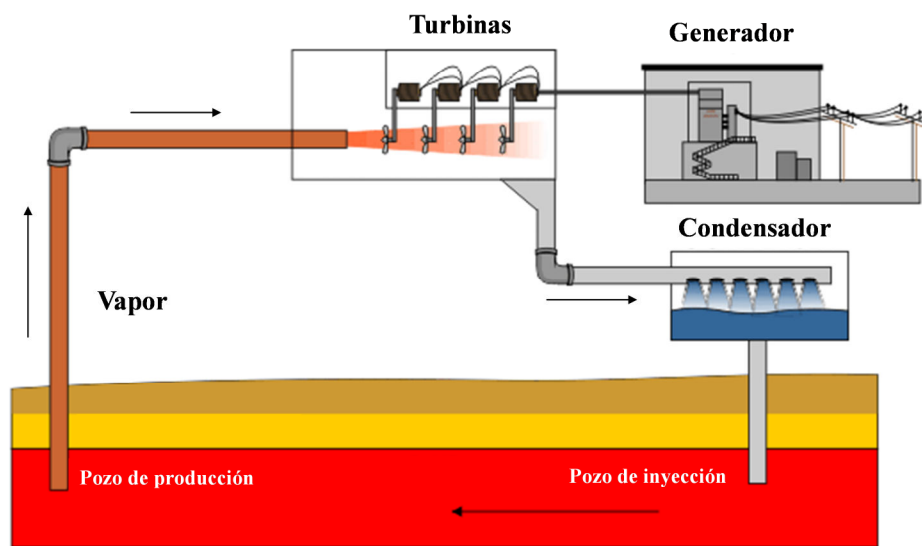 Turbinas
Generador
Condensador
Vapor
Pozo de producción
Pozo de inyección